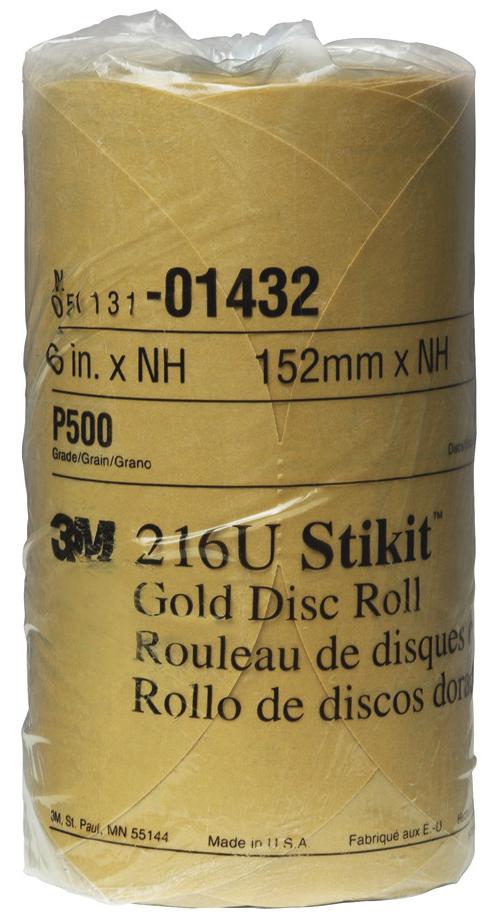 -01432
6 in. x NH 152mm x NH
P500
Grade/Grain/Grano
3M 216U Stikit™
Gold Disc Roll
Rouleau de disques
Rollo de discos
3M, St. Paul, MN 55144 Made in U.S.A. Fabriqué aux E.-U